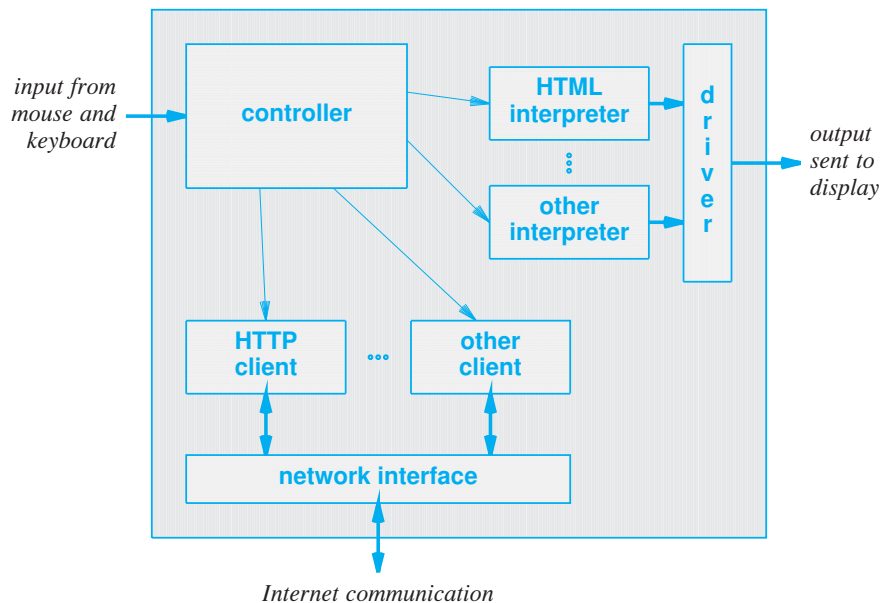 input from
mouse and
keyboard
controller
HTML
interpreter
other
interpreter
driver
output
sent to
display
HTTP
client
other
client
network interface
Internet communication